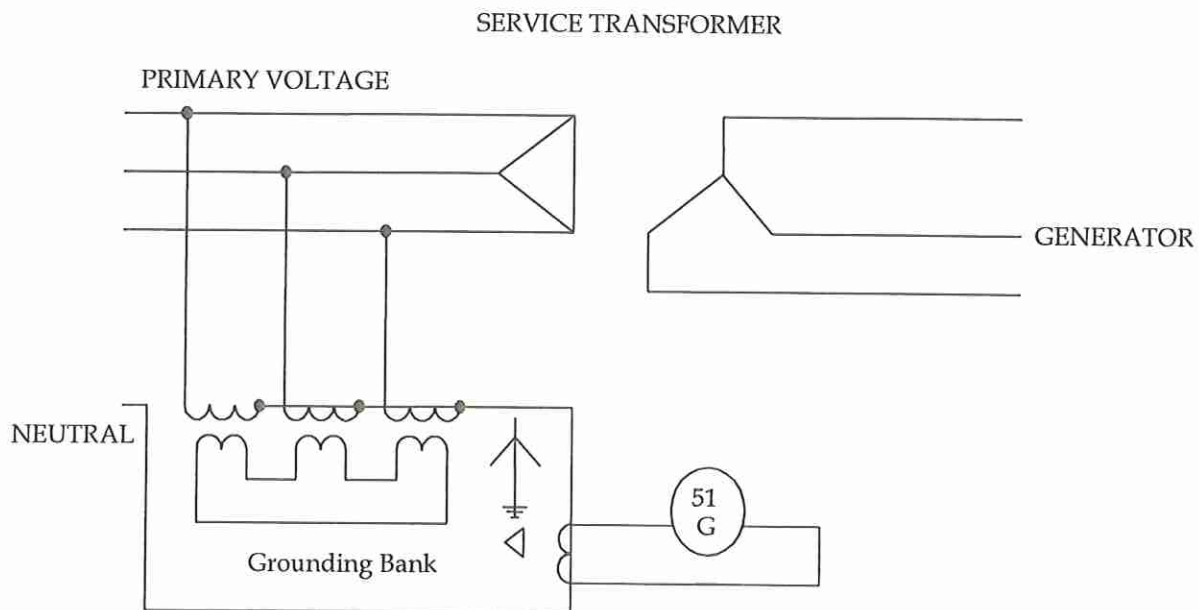 SERVICE TRANSFORMER
PRIMARY VOLTAGE
GENERATOR
NEUTRAL
51
G
Grounding Bank